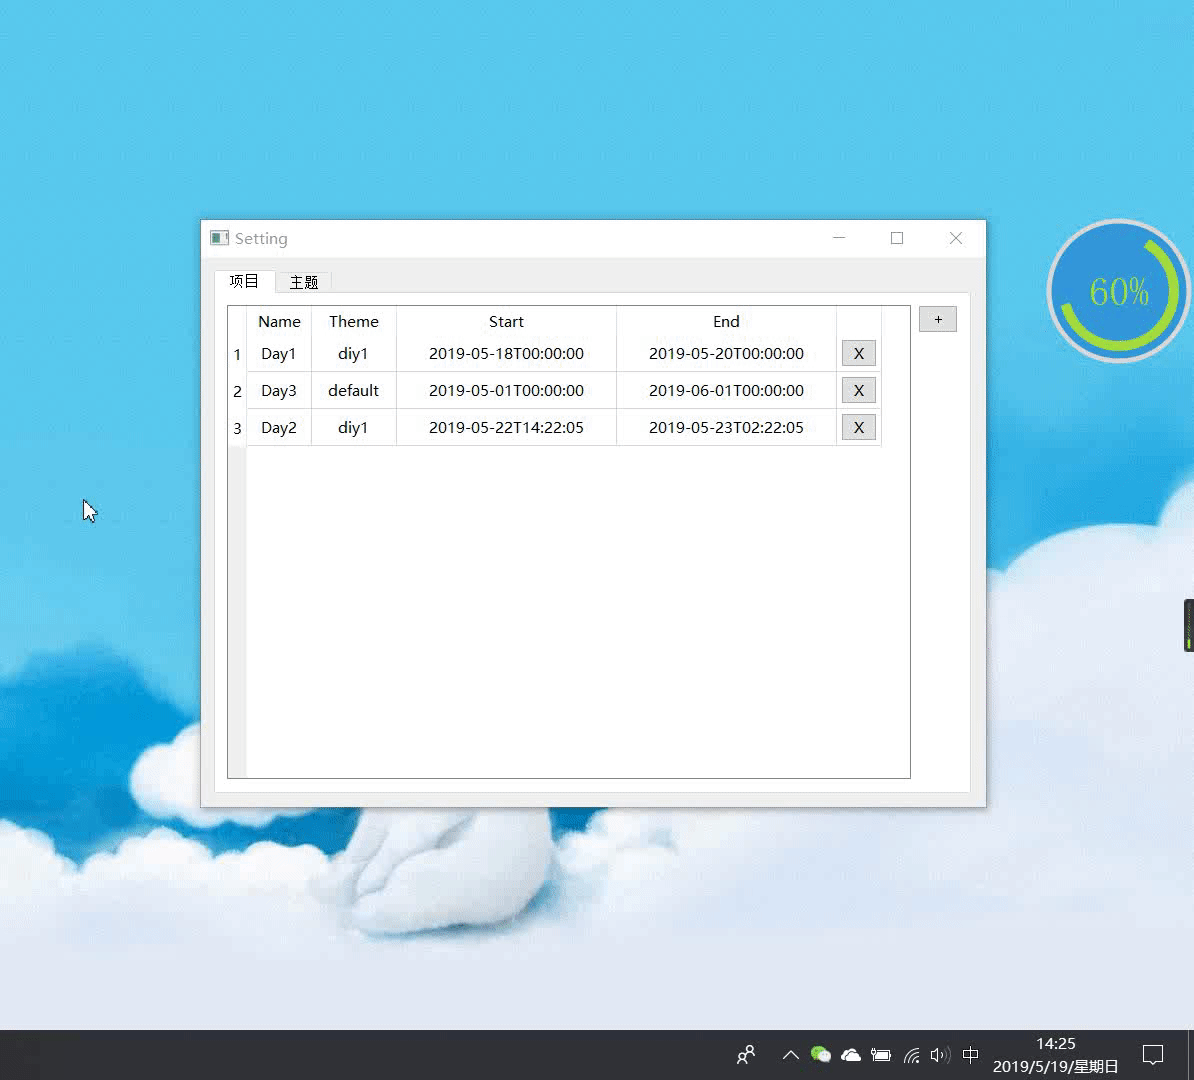 Setting
项目 主题
Name Theme Start End +
1 Day1 diy1 2019-05-18T00:00:00 2019-05-20T00:00:00 X
2 Day3 default 2019-05-01T00:00:00 2019-06-01T00:00:00 X
3 Day2 diy1 2019-05-22T14:22:05 2019-05-23T02:22:05 X
60%
中
14:25
2019/5/19/星期日